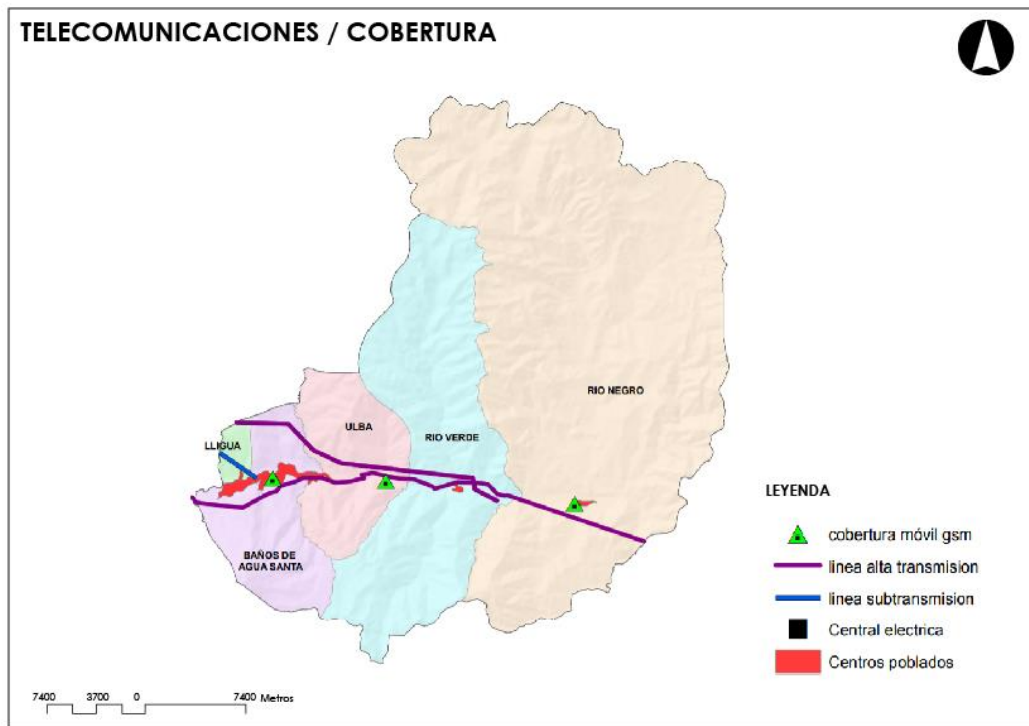 TELECOMUNICACIONES / COBERTURA
RIO NEGRO
ULBA
RIO VERDE
LLIGUA
BAÑOS DE
AGUA SANTA
LEYENDA
cobertura móvil gsm
linea alta transmision
linea subtransmision
Central electrica
Centros poblados
7400 3700 0 7400 Metros